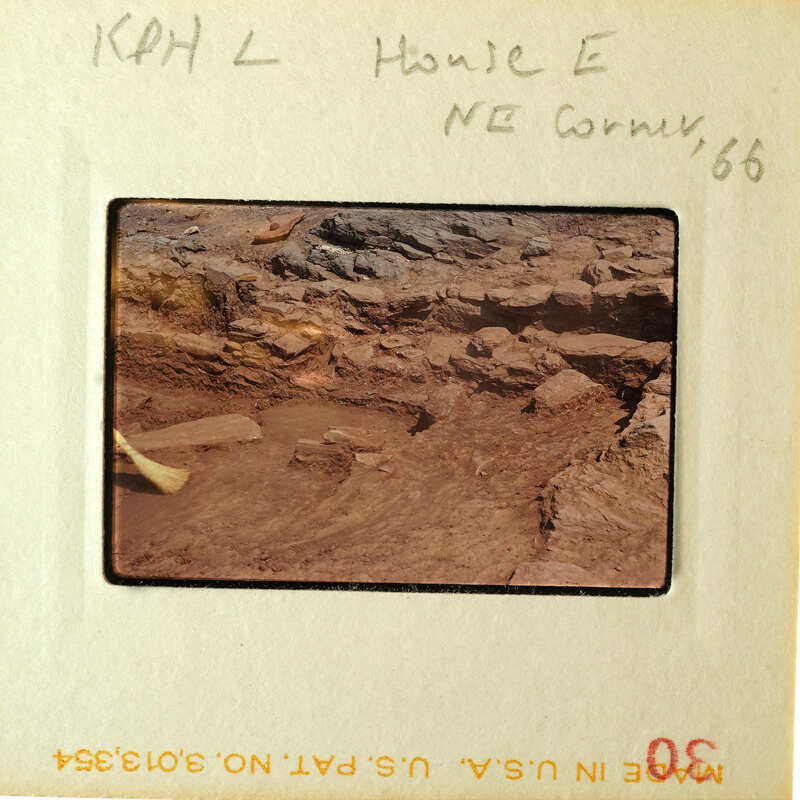 KPH L House E
NE Corner, 66
30
MADE IN U.S.A. U.S. PAT. NO. 3,013,354